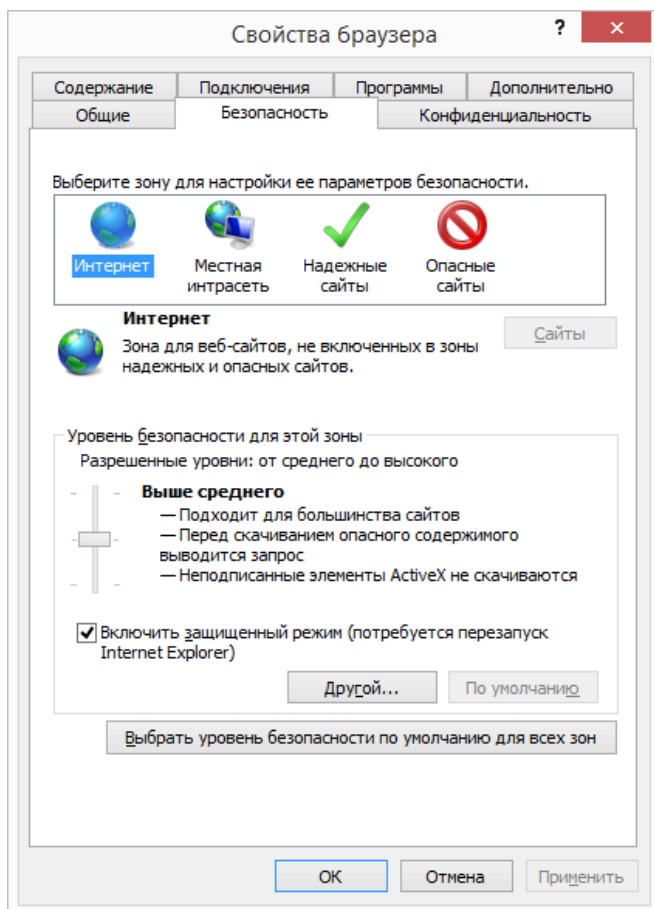 Свойства браузера
?
Содержание Подключения Программы Дополнительно
Общие Безопасность Конфиденциальность
Выберите зону для настройки ее параметров безопасности.
Интернет Местная интрасеть Надежные сайты Опасные сайты
Интернет
Сайты
Зона для веб-сайтов, не включенных в зоны
надежных и опасных сайтов.
Уровень безопасности для этой зоны
Разрешенные уровни: от среднего до высокого
Выше среднего
— Подходит для большинства сайтов
— Перед скачиванием опасного содержимого
выводится запрос
— Неподписанные элементы ActiveX не скачиваются
Включить защищенный режим (потребуется перезапуск
Internet Explorer)
Другой... По умолчанию
Выбрать уровень безопасности по умолчанию для всех зон
ОК Отмена Применить